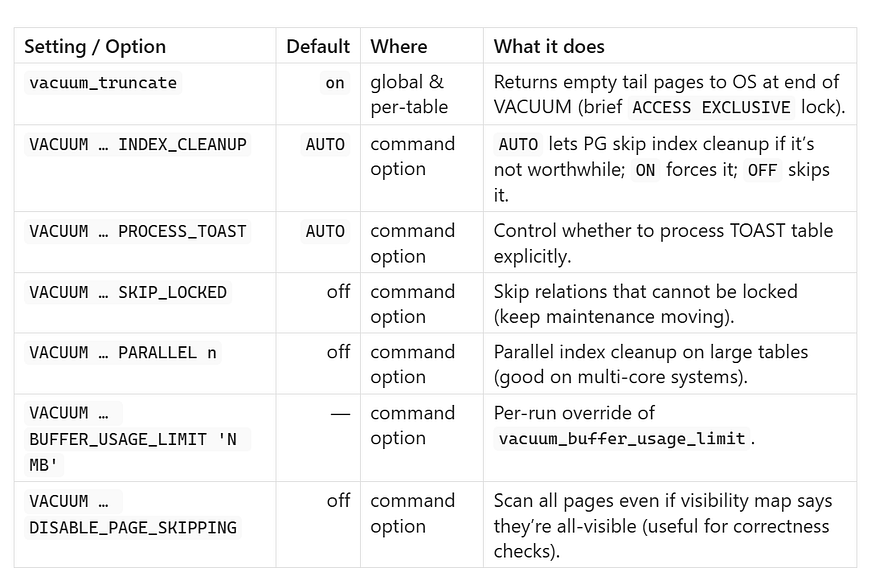 Setting / Option Default Where What it does
vacuum_truncate on global & Returns empty tail pages to OS at end of
per-table VACUUM (brief ACCESS EXCLUSIVE lock).
VACUUM … INDEX_CLEANUP AUTO command AUTO lets PG skip index cleanup if it’s
option not worthwhile; ON forces it; OFF skips
it.
VACUUM … PROCESS_TOAST AUTO command Control whether to process TOAST table
option explicitly.
VACUUM … SKIP_LOCKED off command Skip relations that cannot be locked
option (keep maintenance moving).
VACUUM … PARALLEL n off command Parallel index cleanup on large tables
option (good on multi-core systems).
VACUUM … — command Per-run override of
BUFFER_USAGE_LIMIT 'N option vacuum_buffer_usage_limit .
MB'
VACUUM … off command Scan all pages even if visibility map says
DISABLE_PAGE_SKIPPING option they’re all-visible (useful for correctness
checks).